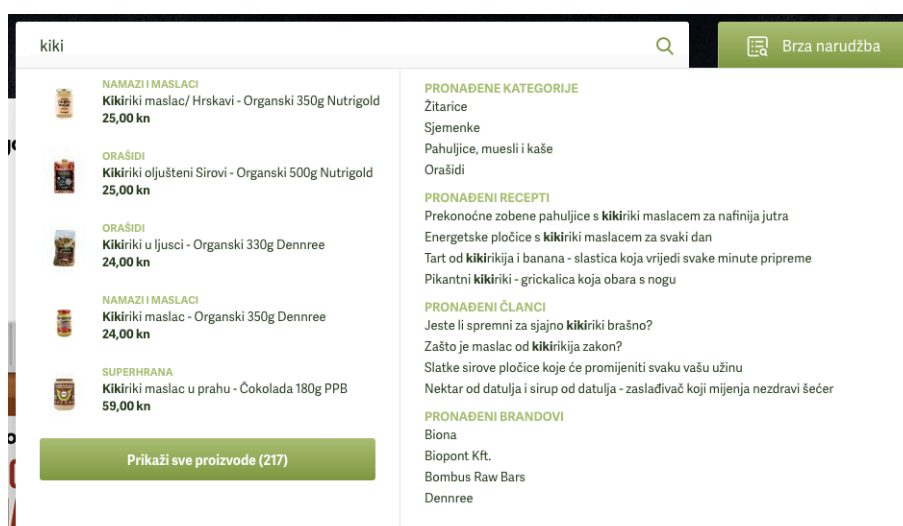 kiki
Brza narudžba
NAMAZI I MASLACI
Kikiriki maslac/ Hrskavi - Organski 350g Nutrigold
25,00 kn
ORAŠIDI
Kikiriki oljušteni Sirovi - Organski 500g Nutrigold
25,00 kn
ORAŠIDI
Kikiriki u ljusci - Organski 330g Dennree
24,00 kn
NAMAZI I MASLACI
Kikiriki maslac - Organski 350g Dennree
24,00 kn
SUPERHRANA
Kikiriki maslac u prahu - Čokolada 180g PPB
59,00 kn
Prikaži sve proizvode (217)
PRONAĐENE KATEGORIJE
Žitarice
Sjemenke
Pahuljice, muesli i kaše
Orašidi
PRONAĐENI RECEPTI
Prekonoćne zobene pahuljice s kikiriki maslacem za nafinija jutra
Energetske pločice s kikiriki maslacem za svaki dan
Tart od kikirikija i banana - slastica koja vrijedi svake minute pripreme
Pikantni kikiriki - grickalica koja obara s nogu
PRONAĐENI ČLANCI
Jeste li spremni za sjajno kikiriki brašno?
Zašto je maslac od kikirikija zakon?
Slatke sirove pločice koje će promijeniti svaku vašu užinu
Nektar od datulja i sirup od datulja - zaslađivač koji mijenja nezdravi šećer
PRONAĐENI BRANDOVI
Biona
Biopont Kft.
Bombus Raw Bars
Dennree